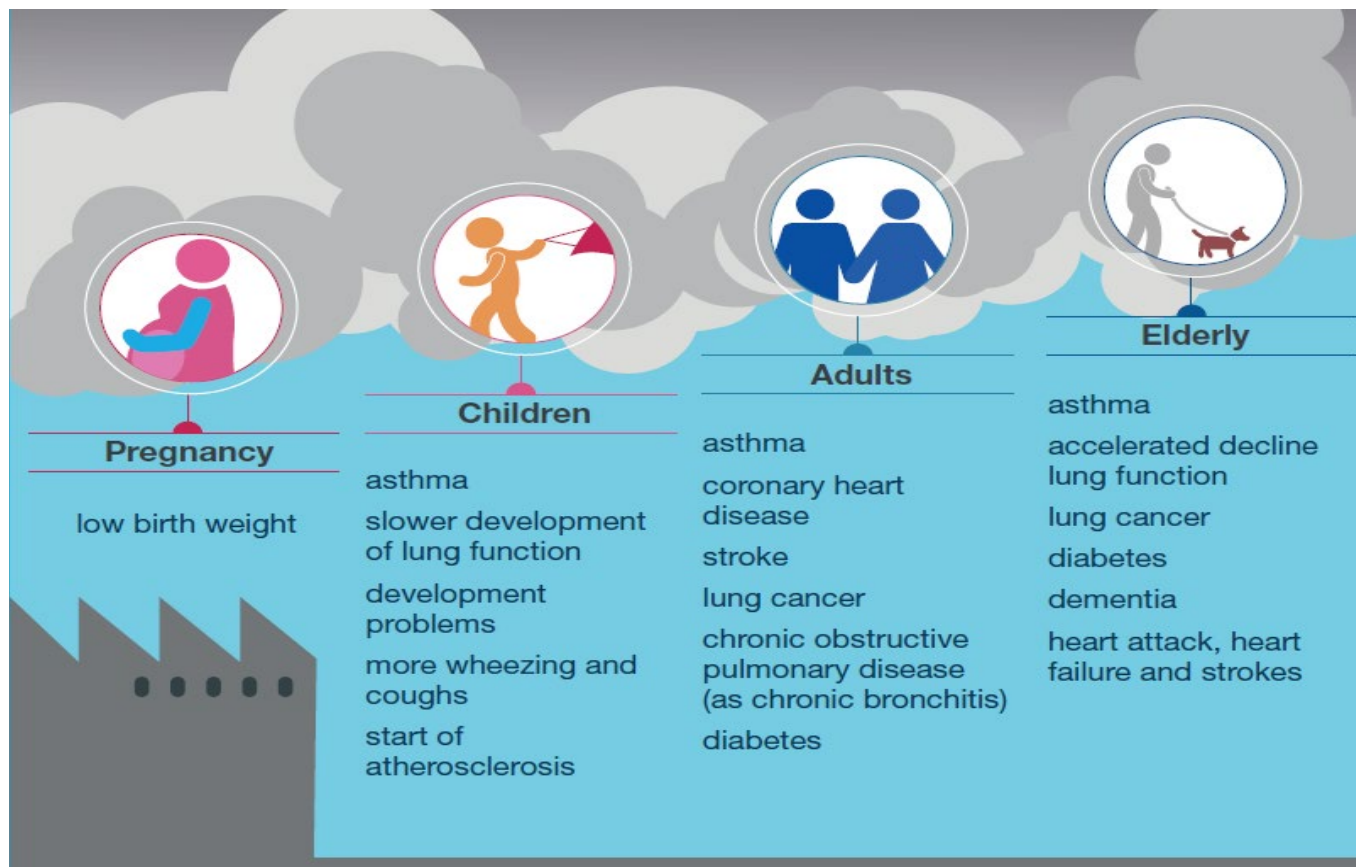 Pregnancy
low birth weight
Children
asthma
slower development
of lung function
development
problems
more wheezing and
coughs
start of
atherosclerosis
Adults
asthma
coronary heart
disease
stroke
lung cancer
chronic obstructive
pulmonary disease
(as chronic bronchitis)
diabetes
Elderly
asthma
accelerated decline
lung function
lung cancer
diabetes
dementia
heart attack, heart
failure and strokes